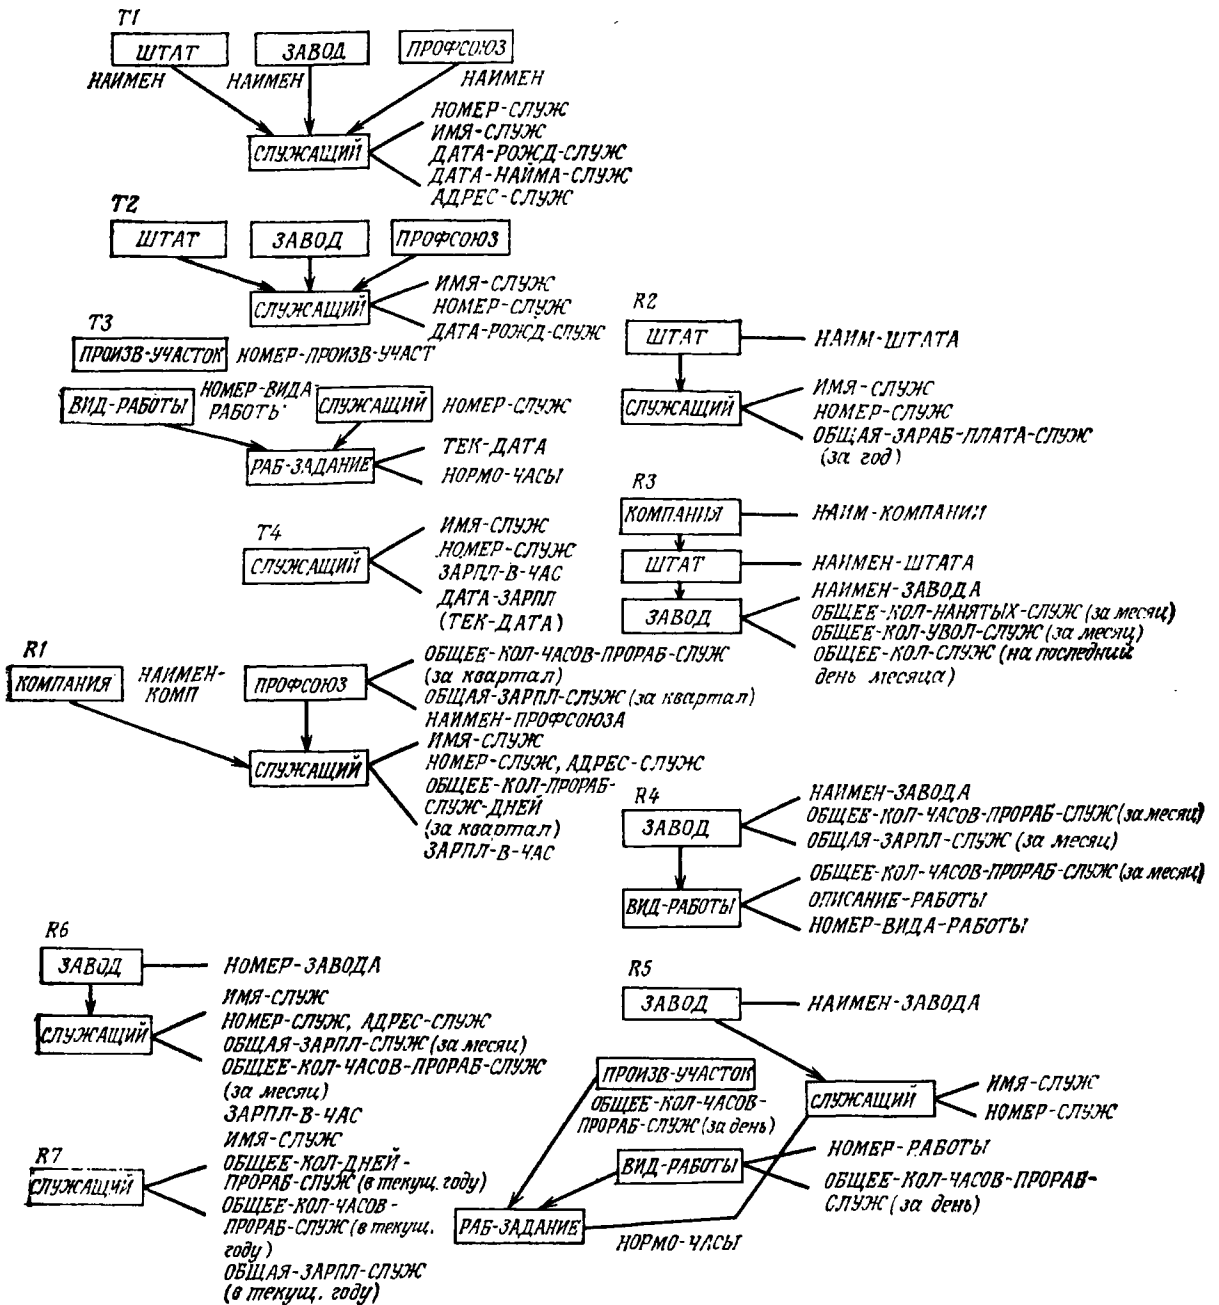 T1
ШТАТ
ЗАВОД
ПРОФСОЮЗ
НАИМЕН
НАИМЕН
НАИМЕН
СЛУЖАЩИЙ
НОМЕР-СЛУЖ
ИМЯ-СЛУЖ
ДАТА-РОЖД-СЛУЖ
ДАТА-НАЙМА-СЛУЖ
АДРЕС-СЛУЖ
T2
ШТАТ
ЗАВОД
ПРОФСОЮЗ
СЛУЖАЩИЙ
ИМЯ-СЛУЖ
НОМЕР-СЛУЖ
ДАТА-РОЖД-СЛУЖ
T3
ПРОИЗВ-УЧАСТОК
НОМЕР-ПРОИЗВ-УЧАСТ
ВИД-РАБОТЫ
НОМЕР-ВИДА-
РАБОТЬ
СЛУЖАЩИЙ
НОМЕР-СЛУЖ
РАБ-ЗАДАНИЕ
ТЕК-ДАТА
НОРМО-ЧАСЫ
T4
СЛУЖАЩИЙ
ИМЯ-СЛУЖ
НОМЕР-СЛУЖ
ЗАРПЛ-В-ЧАС
ДАТА-ЗАРПЛ
(ТЕК-ДАТА)
R1
КОМПАНИЯ
НАИМЕН-
КОМП
ПРОФСОЮЗ
ОБЩЕЕ-КОЛ-ЧАСОВ-ПРОРАБ-СЛУЖ
(за квартал)
ОБЩАЯ-ЗАРПЛ-СЛУЖ (за квартал)
НАИМЕН-ПРОФСОЮЗА
СЛУЖАЩИЙ
ИМЯ-СЛУЖ
НОМЕР-СЛУЖ, АДРЕС-СЛУЖ
ОБЩЕЕ-КОЛ-ПРОРАБ-
СЛУЖ-ДНЕЙ
(за квартал)
ЗАРПЛ-В-ЧАС
R2
ШТАТ
НАИМ-ШТАТА
СЛУЖАЩИЙ
ИМЯ-СЛУЖ
НОМЕР-СЛУЖ
ОБЩАЯ-ЗАРАБ-ПЛАТА-СЛУЖ
(за год)
R3
КОМПАНИЯ
НАИМ-КОМПАНИИ
ШТАТ
НАИМЕН-ШТАТА
ЗАВОД
НАИМЕН-ЗАВОДА
ОБЩЕЕ-КОЛ-НАНЯТЫХ-СЛУЖ (за месяц)
ОБЩЕЕ-КОЛ-УВОЛ-СЛУЖ (за месяц)
ОБЩЕЕ-КОЛ-СЛУЖ (на последний
день месяца)
R4
ЗАВОД
НАИМЕН-ЗАВОДА
ОБЩЕЕ-КОЛ-ЧАСОВ-ПРОРАБ-СЛУЖ (за месяц)
ОБЩАЯ-ЗАРПЛ-СЛУЖ (за месяц)
ВИД-РАБОТЫ
ОБЩЕЕ-КОЛ-ЧАСОВ-ПРОРАБ-СЛУЖ (за месяц)
ОПИСАНИЕ-РАБОТЫ
НОМЕР-ВИДА-РАБОТЫ
R6
ЗАВОД
НОМЕР-ЗАВОДА
СЛУЖАЩИЙ
ИМЯ-СЛУЖ
НОМЕР-СЛУЖ, АДРЕС-СЛУЖ
ОБЩАЯ-ЗАРПЛ-СЛУЖ (за месяц)
ОБЩЕЕ-КОЛ-ЧАСОВ-ПРОРАБ-СЛУЖ
(за месяц)
ЗАРПЛ-В-ЧАС
R7
СЛУЖАЩИЙ
ИМЯ-СЛУЖ
ОБЩЕЕ-КОЛ-ДНЕЙ-
ПРОРАБ-СЛУЖ (в текущ. году)
ОБЩЕЕ-КОЛ-ЧАСОВ-
ПРОРАБ-СЛУЖ (в текущ.
году)
ОБЩАЯ-ЗАРПЛ-СЛУЖ
(в текущ. году)
R5
ЗАВОД
НАИМЕН-ЗАВОДА
ПРОИЗВ-УЧАСТОК
ОБЩЕЕ-КОЛ-ЧАСОВ-
ПРОРАБ-СЛУЖ (за день)
СЛУЖАЩИЙ
ИМЯ-СЛУЖ
НОМЕР-СЛУЖ
ВИД-РАБОТЫ
НОМЕР-РАБОТЫ
ОБЩЕЕ-КОЛ-ЧАСОВ-ПРОРАБ-
СЛУЖ (за день)
РАБ-ЗАДАНИЕ
НОРМО-ЧАСЫ